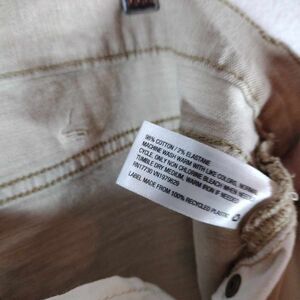 98% COTTON / 2% ELASTANE
MACHINE WASH WARM WITH LIKE COLORS, NORMAL
CYCLE. ONLY NON CHLORINE BLEACH WHEN NEEDED.
TUMBLE DRY MEDIUM. WARM IRON IF NEEDED.
LABEL MADE FROM 100% RECYCLED PLASTIC